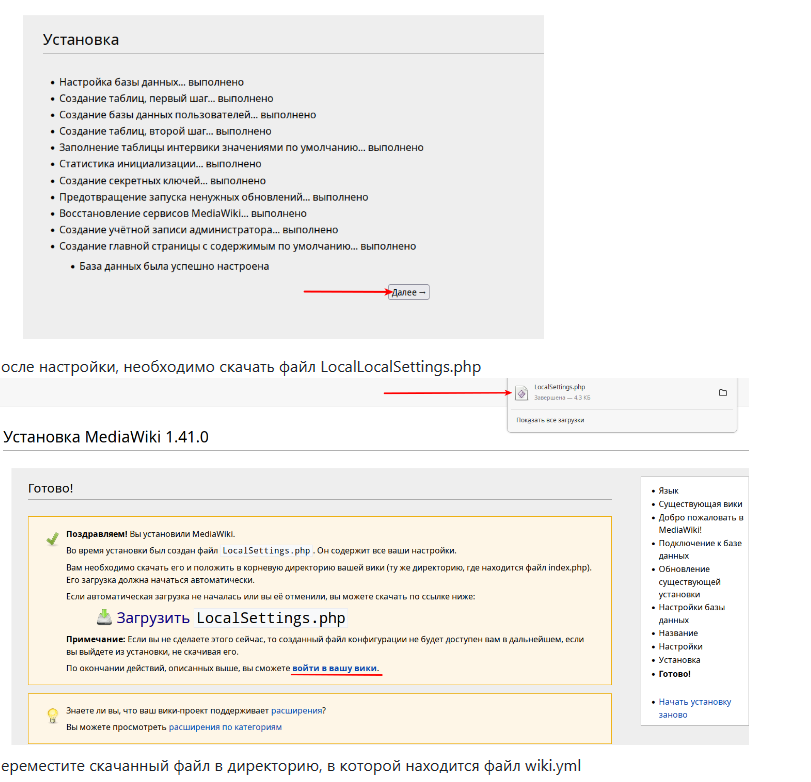 Установка
Настройка базы данных... выполнено
Создание таблиц, первый шаг... выполнено
Создание базы данных пользователей... выполнено
Создание таблиц, второй шаг... выполнено
Заполнение таблицы интервики значениями по умолчанию... выполнено
Статистика инициализации... выполнено
Создание секретных ключей... выполнено
Предотвращение запуска ненужных обновлений... выполнено
Восстановление сервисов MediaWiki... выполнено
Создание учётной записи администратора... выполнено
Создание главной страницы с содержимым по умолчанию... выполнено
База данных была успешно настроена
Далее →
осле настройки, необходимо скачать файл LocalLocalSettings.php
LocalSettings.php
Завершена — 4,3 КБ
Показать все загрузки
Установка MediaWiki 1.41.0
Готово!
Поздравляем! Вы установили MediaWiki.
Во время установки был создан файл LocalSettings.php. Он содержит все ваши настройки.
Вам необходимо скачать его и положить в корневую директорию вашей вики (ту же директорию, где находится файл index.php).
Его загрузка должна начаться автоматически.
Если автоматическая загрузка не началась или вы её отменили, вы можете скачать по ссылке ниже:
Загрузить LocalSettings.php
Примечание: Если вы не сделаете этого сейчас, то созданный файл конфигурации не будет доступен вам в дальнейшем, если
вы выйдете из установки, не скачивая его.
По окончании действий, описанных выше, вы сможете войти в вашу вики.
Знаете ли вы, что ваш вики-проект поддерживает расширения?
Вы можете просмотреть расширения по категориям
Язык
Существующая вики
Добро пожаловать в
MediaWiki!
Подключение к базе
данных
Обновление
существующей
установки
Настройки базы
данных
Название
Настройки
Установка
Готово!
Начать установку
заново
ереместите скачанный файл в директорию, в которой находится файл wiki.yml